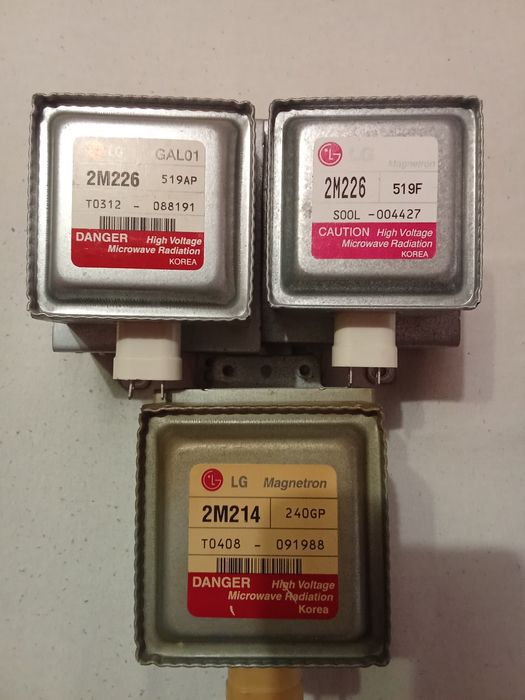 LG GAL01
2M226 519AP
T0312 - 088191
DANGER High Voltage
Microwave Radiation
KOREA
LG Magnetron
2M226 519F
S00L -004427
CAUTION High Voltage
Microwave Radiation
KOREA
LG Magnetron
2M214 240GP
T0408 - 091988
DANGER High Voltage
Microwave Radiation
Korea